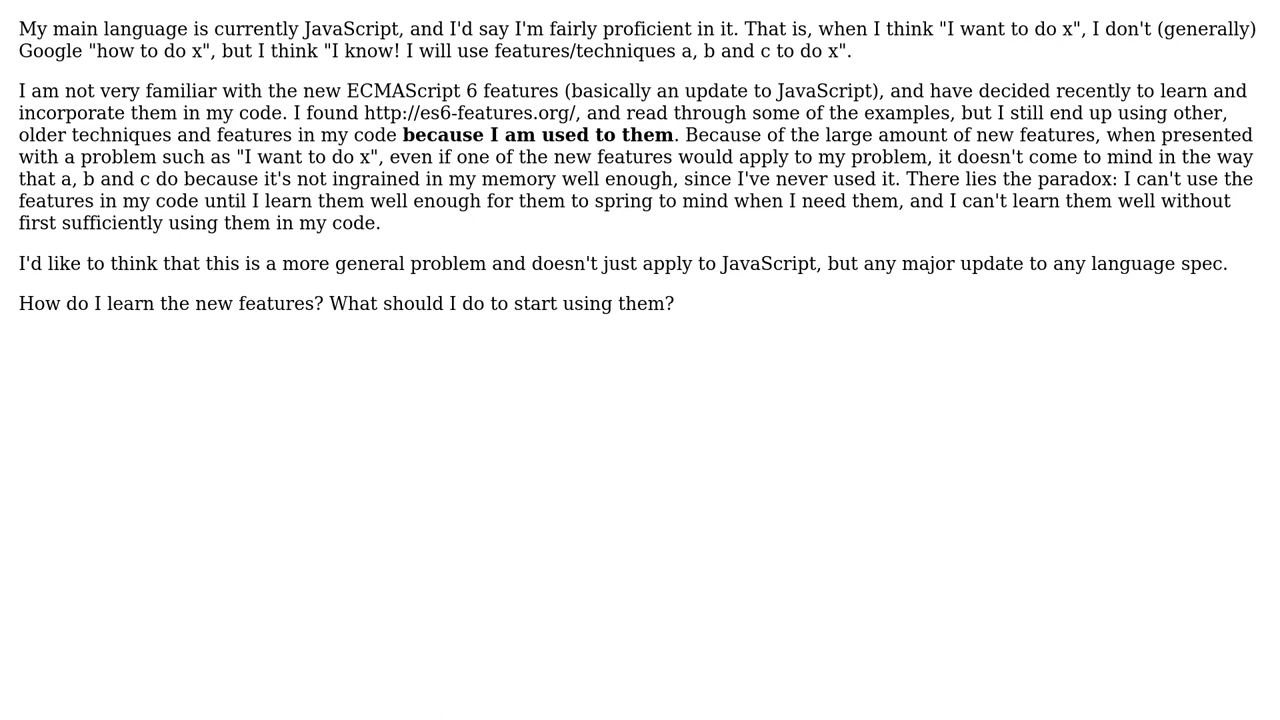 My main language is currently JavaScript, and I'd say I'm fairly proficient in it. That is, when I think "I want to do x", I don't (generally)
Google "how to do x", but I think "I know! I will use features/techniques a, b and c to do x".
I am not very familiar with the new ECMAScript 6 features (basically an update to JavaScript), and have decided recently to learn and
incorporate them in my code. I found http://es6-features.org/, and read through some of the examples, but I still end up using other,
older techniques and features in my code because I am used to them. Because of the large amount of new features, when presented
with a problem such as "I want to do x", even if one of the new features would apply to my problem, it doesn't come to mind in the way
that a, b and c do because it's not ingrained in my memory well enough, since I've never used it. There lies the paradox: I can't use the
features in my code until I learn them well enough for them to spring to mind when I need them, and I can't learn them well without
first sufficiently using them in my code.
I'd like to think that this is a more general problem and doesn't just apply to JavaScript, but any major update to any language spec.
How do I learn the new features? What should I do to start using them?